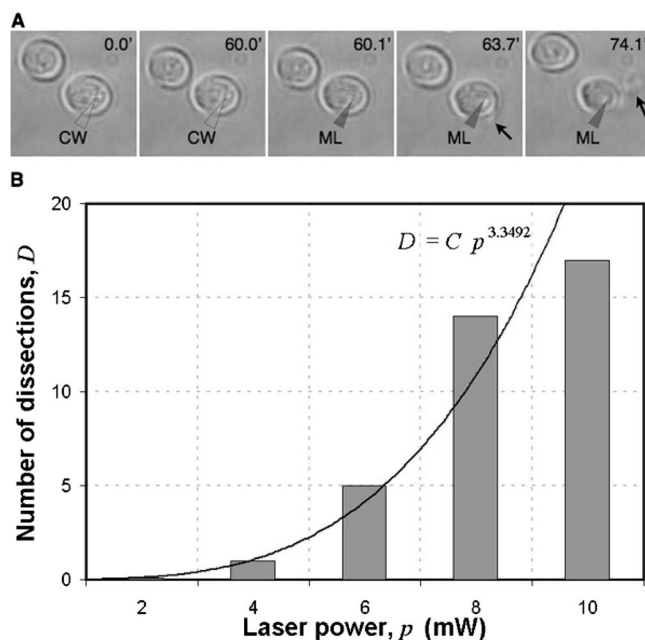 A
0.0' 60.0' 60.1' 63.7' 74.1'
CW CW ML ML ML
B
20
15
10
5
0
Number of dissections, D
D = C p^3.3492
2 4 6 8 10
Laser power, p (mW)